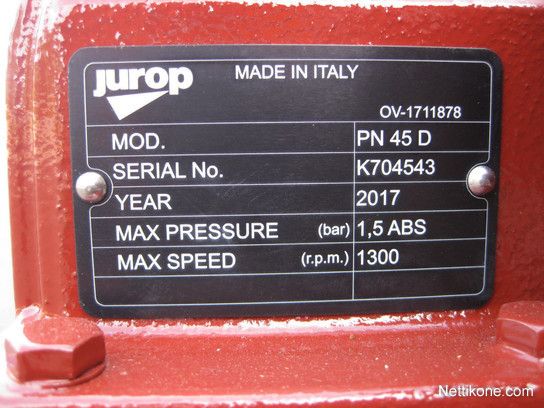 jurop
MADE IN ITALY
OV-1711878
MOD. PN 45 D
SERIAL No. K704543
YEAR 2017
MAX PRESSURE (bar) 1,5 ABS
MAX SPEED (r.p.m.) 1300
Nettikone.com